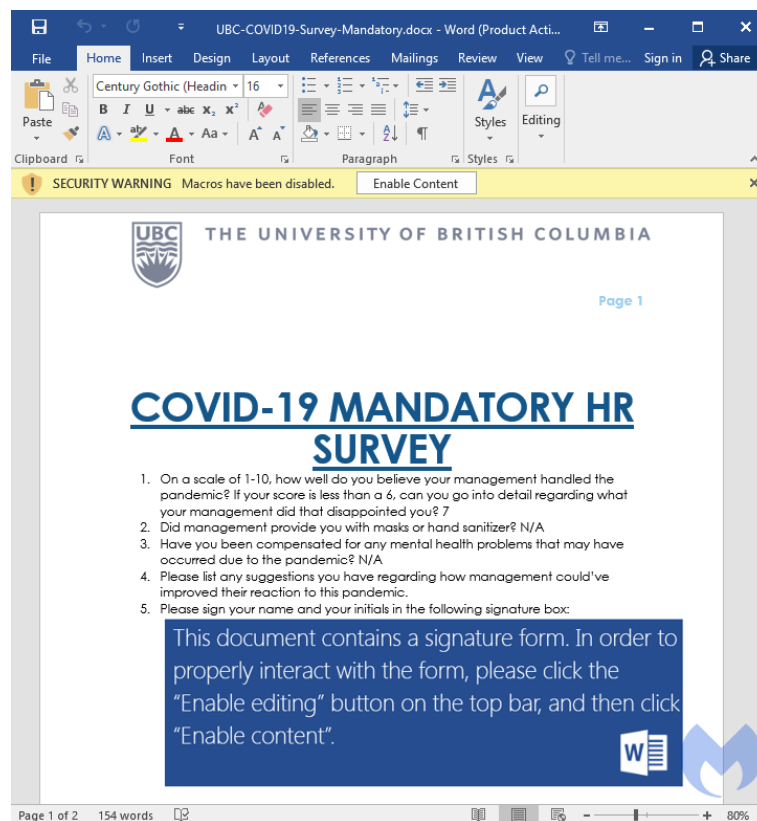 UBC-COVID19-Survey-Mandatory.docx - Word (Product Acti...
File Home Insert Design Layout References Mailings Review View Tell me... Sign in Share
Century Gothic (Headin 16
Paste B I U abc X₂ X² Styles Editing
A aby A Aa A A
Clipboard Font Paragraph Styles
SECURITY WARNING Macros have been disabled. Enable Content
UBC THE UNIVERSITY OF BRITISH COLUMBIA
Page 1
COVID-19 MANDATORY HR
SURVEY
1. On a scale of 1-10, how well do you believe your management handled the
pandemic? If your score is less than a 6, can you go into detail regarding what
your management did that disappointed you? 7
2. Did management provide you with masks or hand sanitizer? N/A
3. Have you been compensated for any mental health problems that may have
occurred due to the pandemic? N/A
4. Please list any suggestions you have regarding how management could've
improved their reaction to this pandemic.
5. Please sign your name and your initials in the following signature box:
This document contains a signature form. In order to
properly interact with the form, please click the
"Enable editing" button on the top bar, and then click
"Enable content".
W
Page 1 of 2 154 words 80%